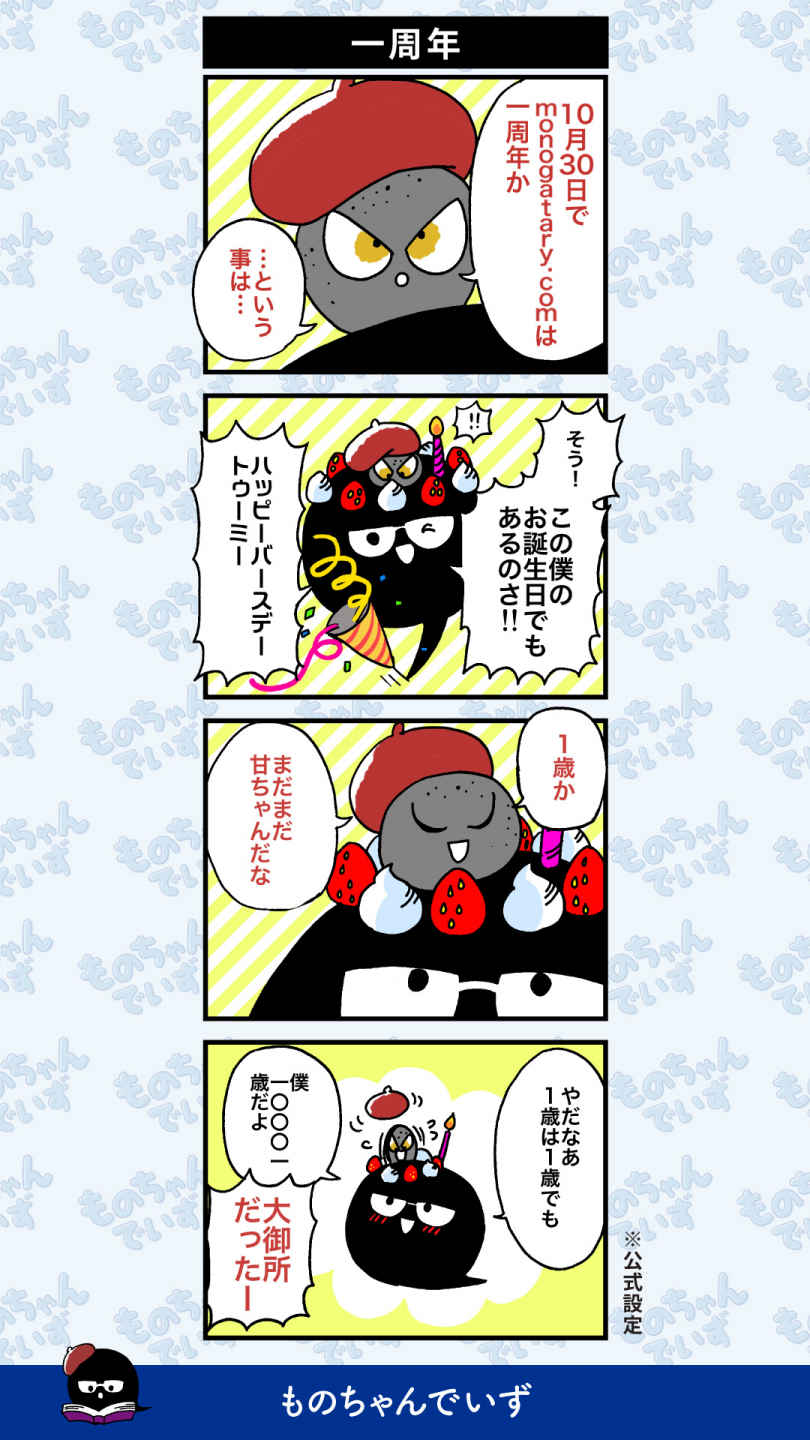 一周年
10月30日で
monogatary.comは
一周年か
…という
事は…
!!
そう!
この僕の
お誕生日でも
あるのさ!!
ハッピーバースデー
トゥーミー
1歳か
まだまだ
甘ちゃんだな
やだなあ
1歳は1歳でも
僕
一〇〇〇一
歳だよ
大御所
だったー
※公式設定
ものちゃんでいず